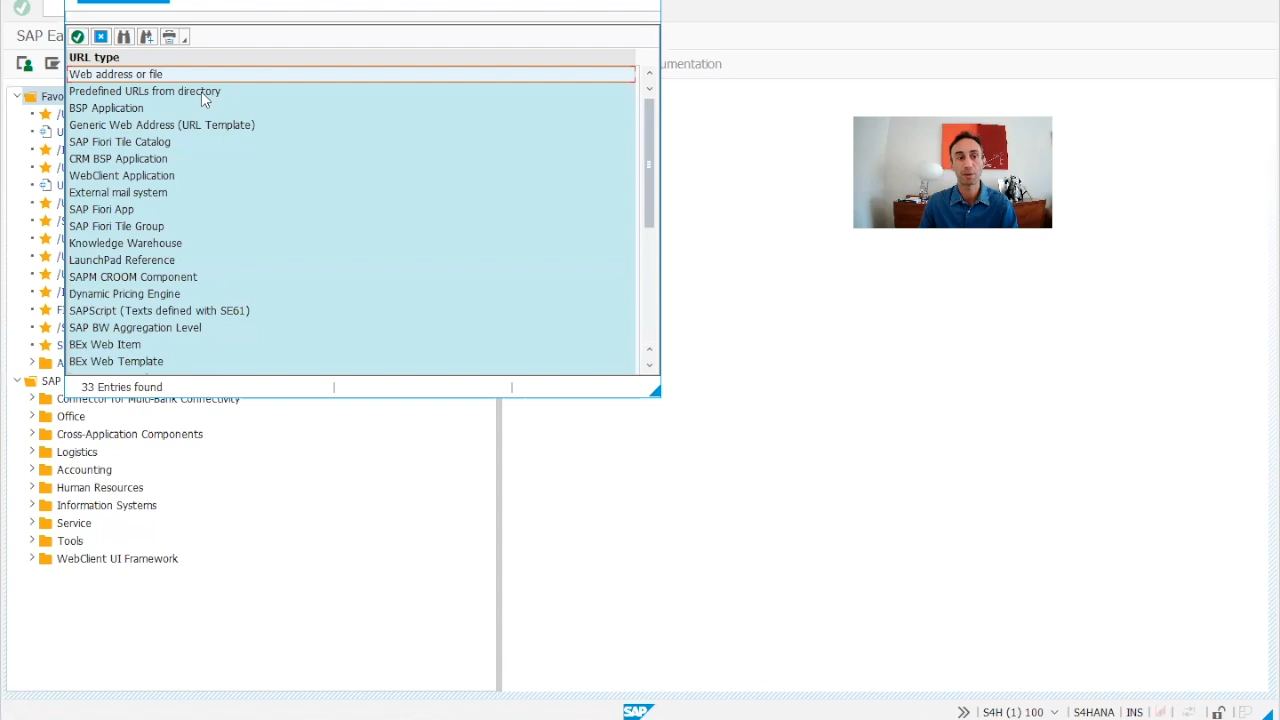 SAP Ea
umentation
URL type
Web address or file
Predefined URLs from directory
BSP Application
Generic Web Address (URL Template)
SAP Fiori Tile Catalog
CRM BSP Application
WebClient Application
External mail system
SAP Fiori App
SAP Fiori Tile Group
Knowledge Warehouse
LaunchPad Reference
SAPM CROOM Component
Dynamic Pricing Engine
SAPScript (Texts defined with SE61)
SAP BW Aggregation Level
BEx Web Item
BEx Web Template
33 Entries found
Favo
/U
U
/I
/U
U
/U
/S
/U
/U
/U
/I
F
/S
S
A
SAP
Connector for Multi-Bank Connectivity
Office
Cross-Application Components
Logistics
Accounting
Human Resources
Information Systems
Service
Tools
WebClient UI Framework
SAP
S4H (1) 100
S4HANA
INS